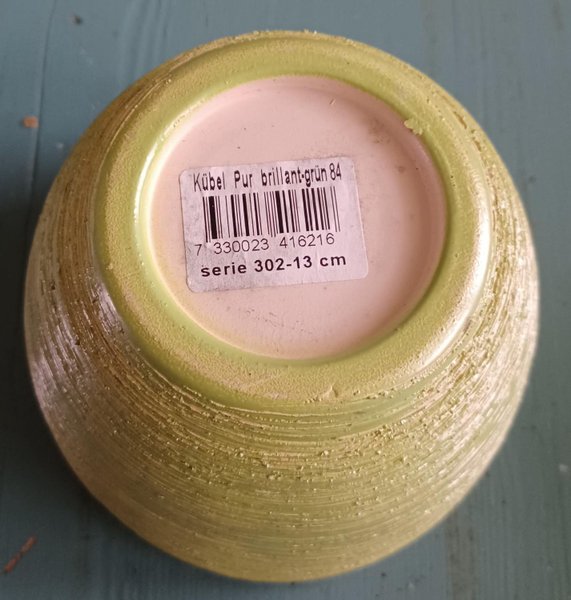 Kübel Pur brillant-grün 84
7 330023 416216
serie 302-13 cm